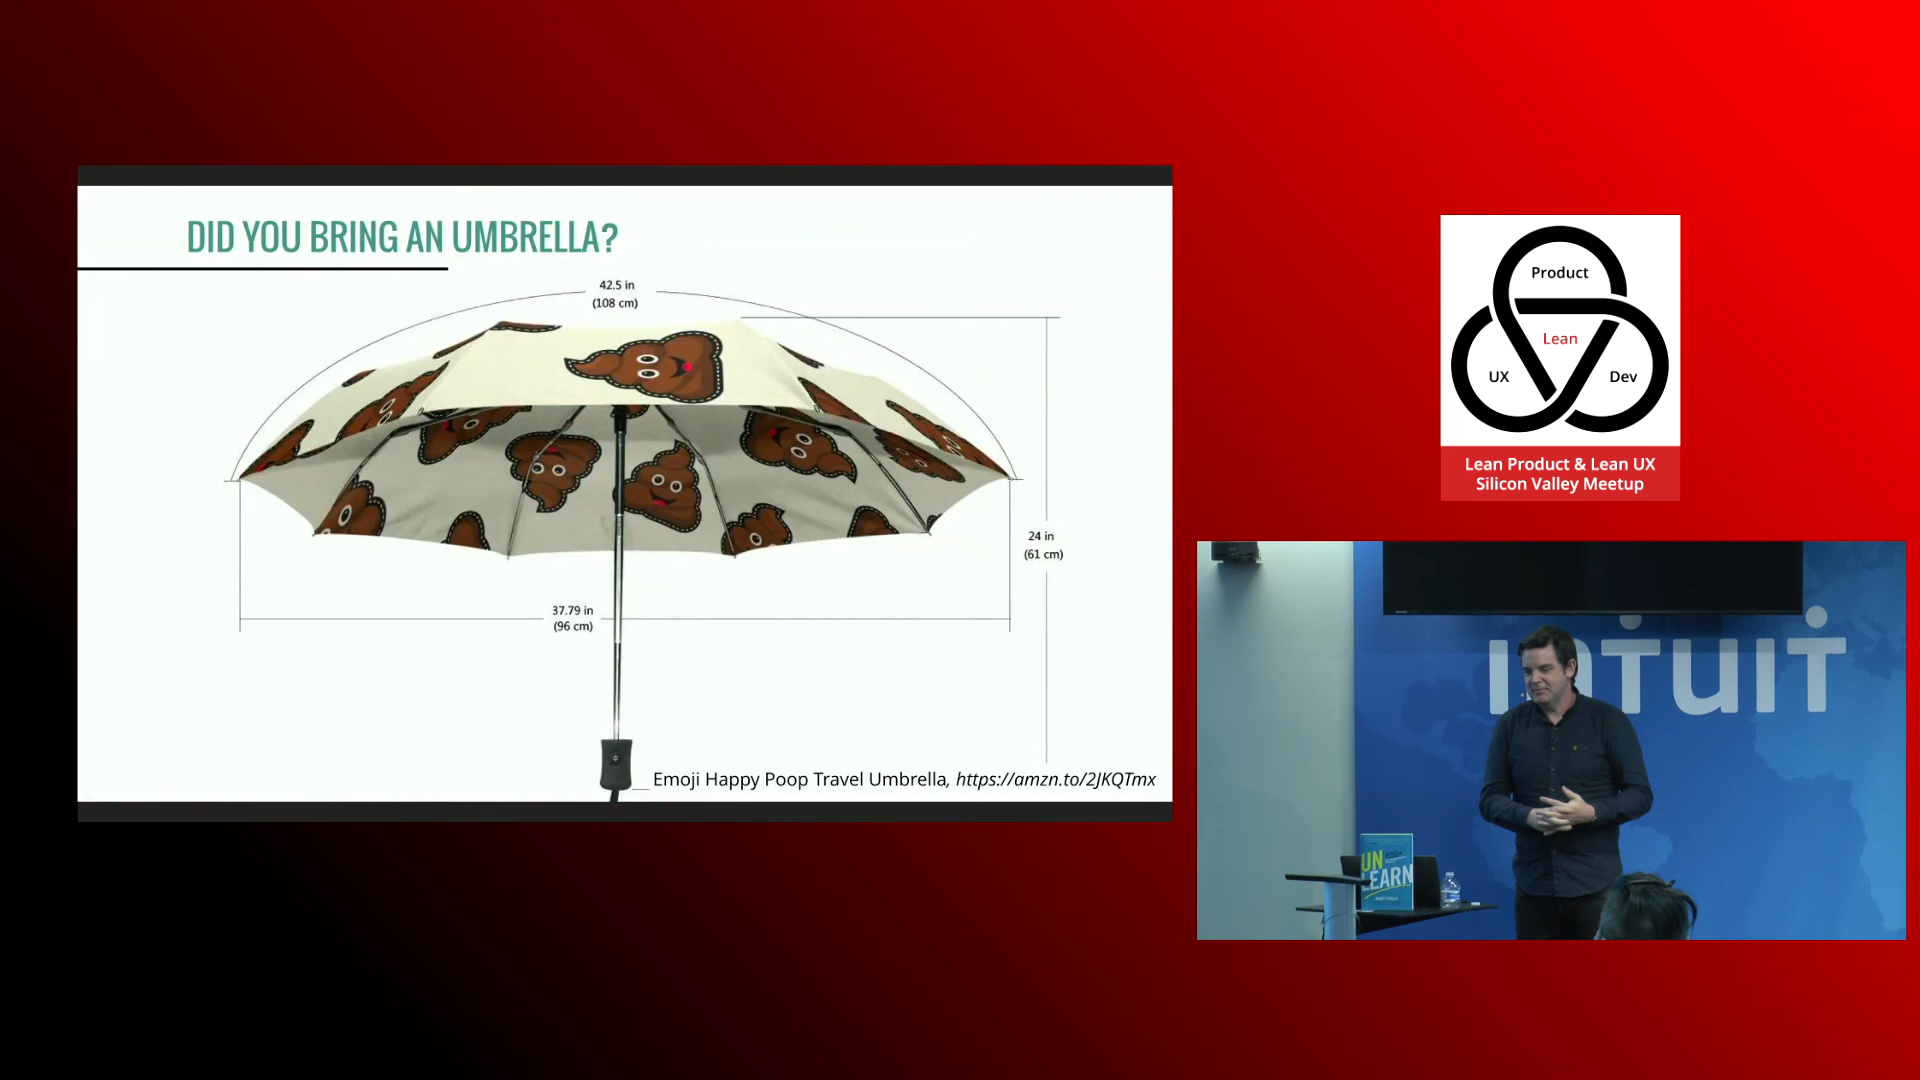 DID YOU BRING AN UMBRELLA?
42.5 in
(108 cm)
24 in
(61 cm)
37.79 in
(96 cm)
Emoji Happy Poop Travel Umbrella, https://amzn.to/2JKQTmx
Product
Lean
UX
Dev
Lean Product & Lean UX
Silicon Valley Meetup
INTUIT
UN
LEARN